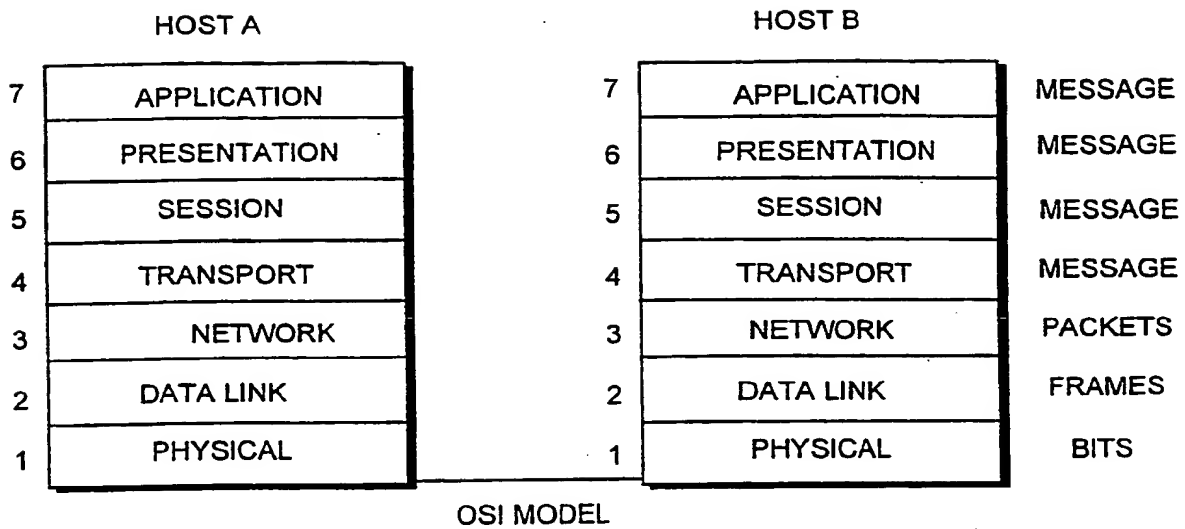 HOST A
HOST B
7 APPLICATION 7 APPLICATION MESSAGE
6 PRESENTATION 6 PRESENTATION MESSAGE
5 SESSION 5 SESSION MESSAGE
4 TRANSPORT 4 TRANSPORT MESSAGE
3 NETWORK 3 NETWORK PACKETS
2 DATA LINK 2 DATA LINK FRAMES
1 PHYSICAL 1 PHYSICAL BITS
OSI MODEL